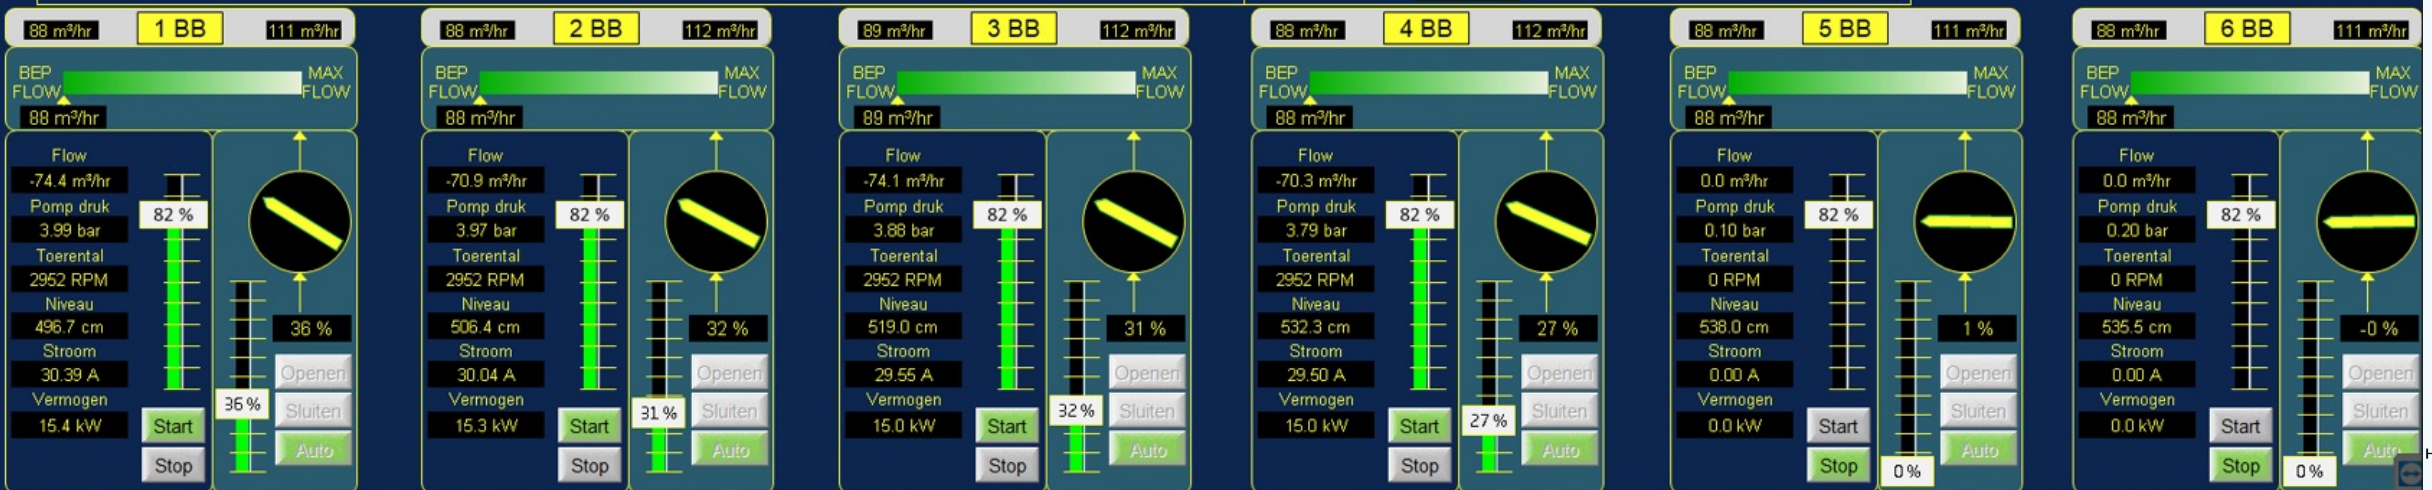 88 m³/hr 1 BB 111 m³/hr
BEP FLOW MAX FLOW
88 m³/hr
Flow
-74.4 m³/hr
Pomp druk
82 %
3.99 bar
Toerental
2952 RPM
Niveau
496.7 cm
36 %
Stroom
30.39 A
Openen
Vermogen
36 %
Sluiten
15.4 kW
Start
Auto
Stop
88 m³/hr 2 BB 112 m³/hr
BEP FLOW MAX FLOW
88 m³/hr
Flow
-70.9 m³/hr
Pomp druk
82 %
3.97 bar
Toerental
2952 RPM
Niveau
506.4 cm
32 %
Stroom
30.04 A
Openen
Vermogen
31 %
Sluiten
15.3 kW
Start
Auto
Stop
89 m³/hr 3 BB 112 m³/hr
BEP FLOW MAX FLOW
89 m³/hr
Flow
-74.1 m³/hr
Pomp druk
82 %
3.88 bar
Toerental
2952 RPM
Niveau
519.0 cm
31 %
Stroom
29.55 A
Openen
Vermogen
32 %
Sluiten
15.0 kW
Start
Auto
Stop
88 m³/hr 4 BB 112 m³/hr
BEP FLOW MAX FLOW
88 m³/hr
Flow
-70.3 m³/hr
Pomp druk
82 %
3.79 bar
Toerental
2952 RPM
Niveau
532.3 cm
27 %
Stroom
29.50 A
Openen
Vermogen
27 %
Sluiten
15.0 kW
Start
Auto
Stop
88 m³/hr 5 BB 111 m³/hr
BEP FLOW MAX FLOW
88 m³/hr
Flow
0.0 m³/hr
Pomp druk
82 %
0.10 bar
Toerental
0 RPM
Niveau
538.0 cm
1 %
Stroom
0.00 A
Openen
Vermogen
Sluiten
0.0 kW
Start
Auto
Stop
0 %
88 m³/hr 6 BB 111 m³/hr
BEP FLOW MAX FLOW
88 m³/hr
Flow
0.0 m³/hr
Pomp druk
82 %
0.20 bar
Toerental
0 RPM
Niveau
535.5 cm
-0 %
Stroom
0.00 A
Openen
Vermogen
Sluiten
0.0 kW
Start
Auto
Stop
0 %